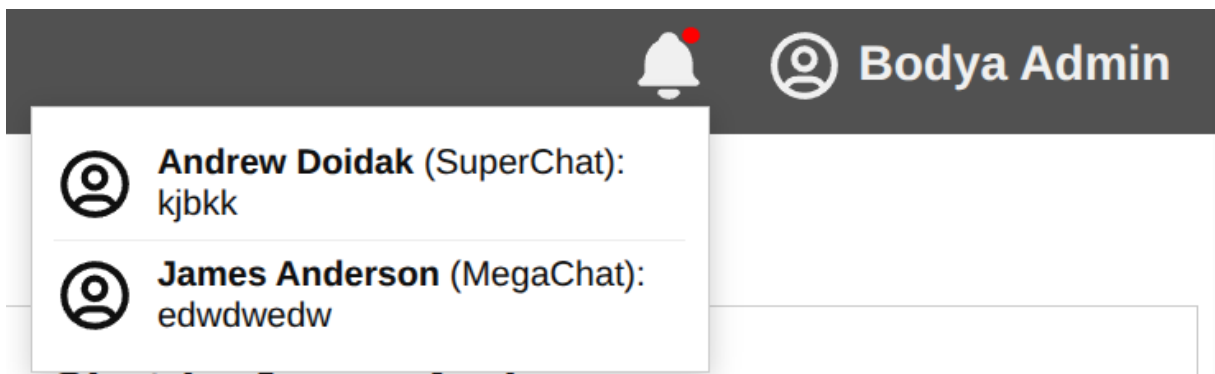 Bodya Admin
Andrew Doidak (SuperChat):
kjbkk
James Anderson (MegaChat):
edwdwedw